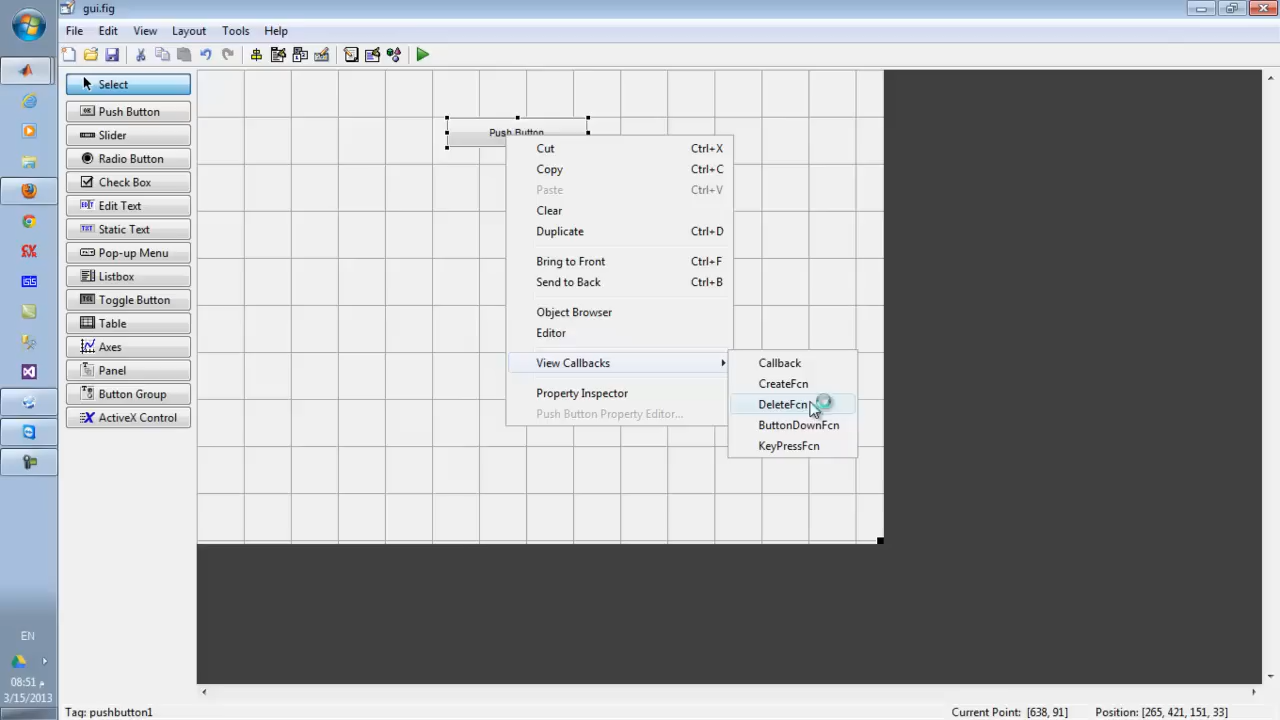 gui.fig
File Edit View Layout Tools Help
Select
Push Button
Slider
Radio Button
Check Box
Edit Text
Static Text
Pop-up Menu
Listbox
Toggle Button
Table
Axes
Panel
Button Group
ActiveX Control
Push Button
Cut Ctrl+X
Copy Ctrl+C
Paste Ctrl+V
Clear
Duplicate Ctrl+D
Bring to Front Ctrl+F
Send to Back Ctrl+B
Object Browser
Editor
View Callbacks
Property Inspector
Push Button Property Editor...
Callback
CreateFcn
DeleteFcn
ButtonDownFcn
KeyPressFcn
EN
08:51 م
3/15/2013
Tag: pushbutton1
Current Point: [638, 91] Position: [265, 421, 151, 33]